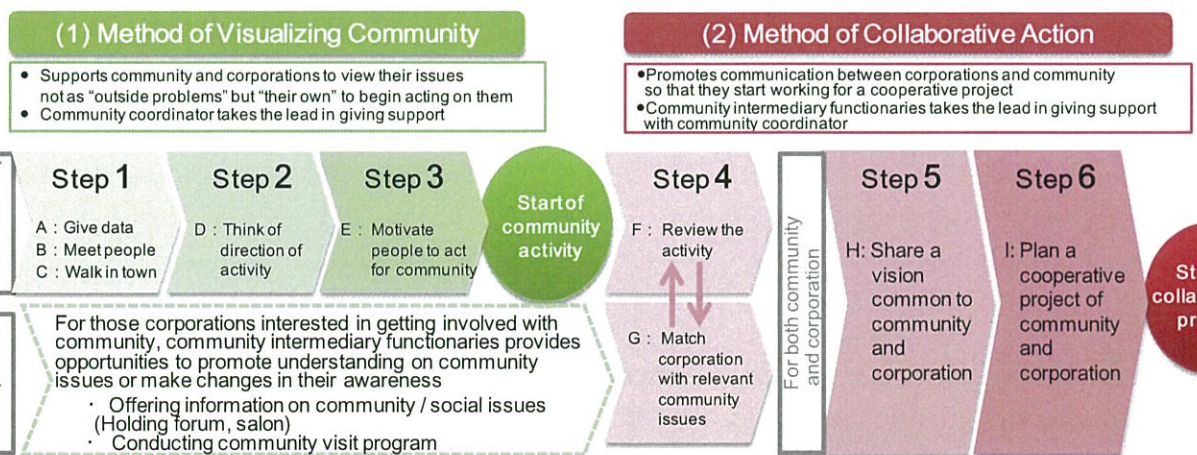 (1) Method of Visualizing Community
● Supports community and corporations to view their issues
not as "outside problems" but "their own" to begin acting on them
● Community coordinator takes the lead in giving support
(2) Method of Collaborative Action
●Promotes communication between corporations and community
so that they start working for a cooperative project
●Community intermediary functionaries takes the lead in giving support
with community coordinator
Step 1
A : Give data
B : Meet people
C : Walk in town
Step 2
D : Think of
direction of
activity
Step 3
E : Motivate
people to act
for community
Start of
community
activity
Step 4
F : Review the
activity
G : Match
corporation
with relevant
community
issues
For both community
and corporation
Step 5
H: Share a
vision
common to
community
and
corporation
Step 6
I: Plan a
cooperative
project of
community
and
corporation
For those corporations interested in getting involved with
community, community intermediary functionaries provides
opportunities to promote understanding on community
issues or make changes in their awareness
・ Offering information on community / social issues
(Holding forum, salon)
・ Conducting community visit program